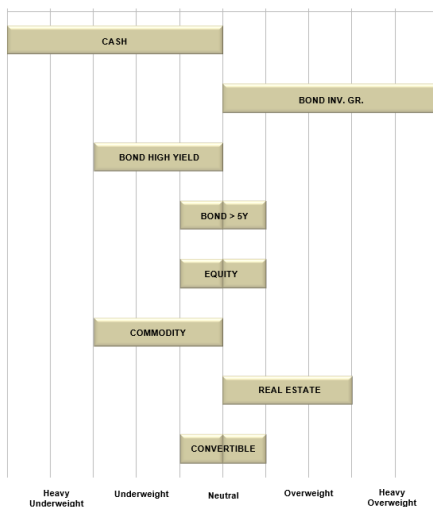 CASH
BOND INV. GR.
BOND HIGH YIELD
BOND > 5Y
EQUITY
COMMODITY
REAL ESTATE
CONVERTIBLE
Heavy
Underweight
Underweight
Neutral
Overweight
Heavy
Overweight